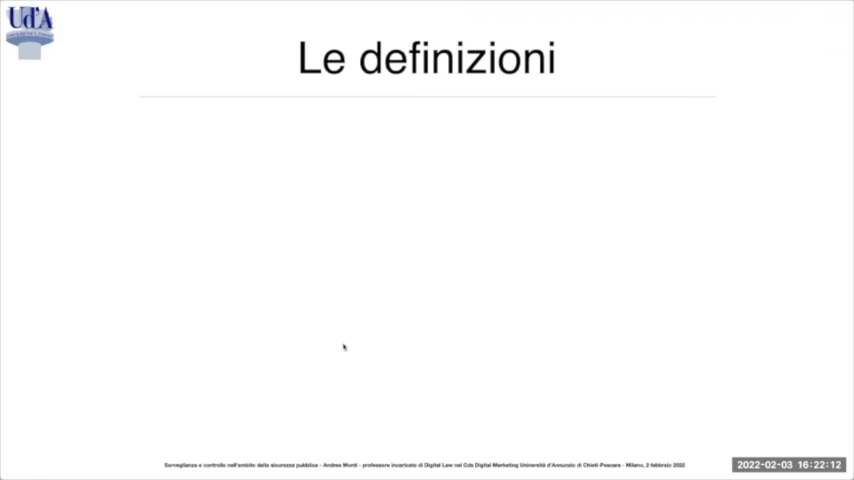 Ud'A
Le definizioni
Sorveglianza e controllo nell'ambito della sicurezza pubblica - Andrea Monti - professore incaricato di Digital Law nel Cds Digital Marketing Università d'Annunzio di Chieti-Pescara - Milano, 2 febbraio 2022
2022-02-03 16:22:12